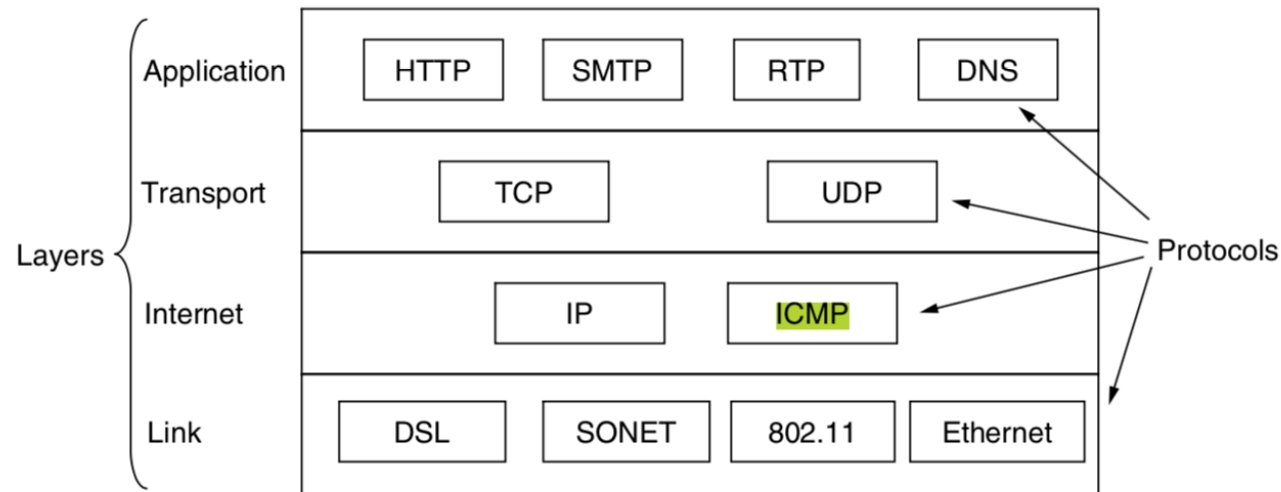 Application HTTP SMTP RTP DNS
Transport TCP UDP
Layers Protocols
Internet IP ICMP
Link DSL SONET 802.11 Ethernet